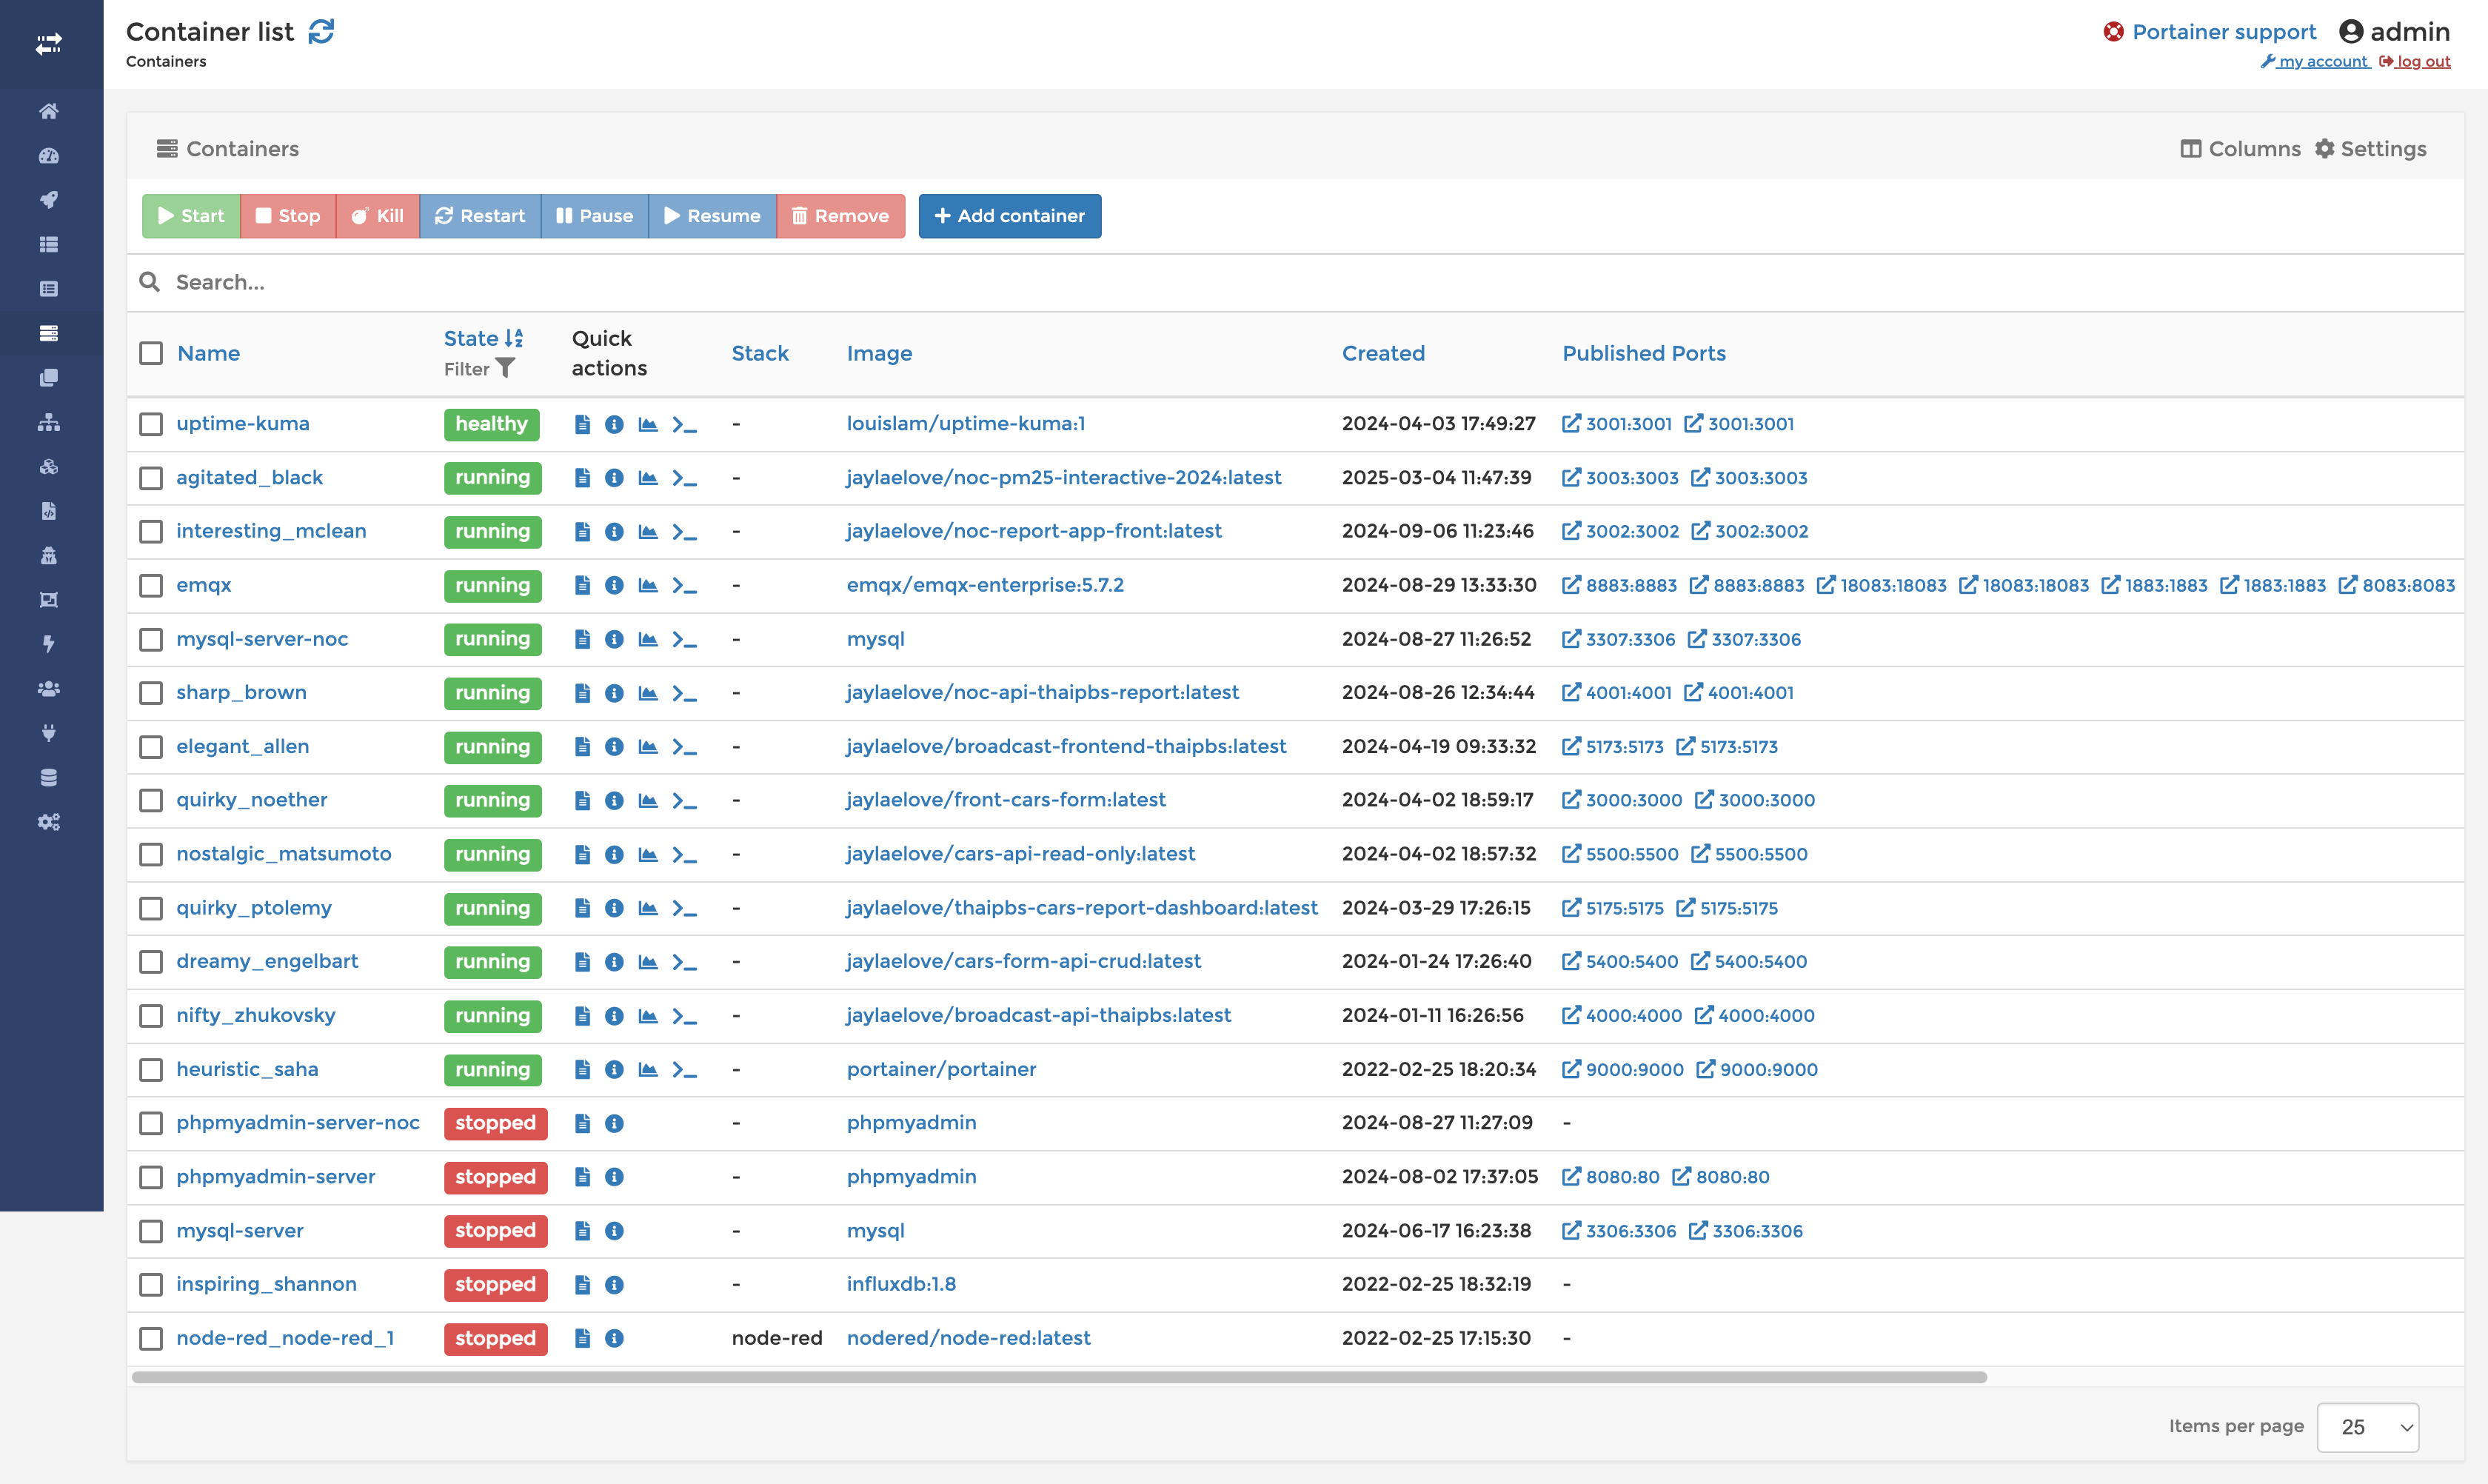 Container list
Portainer support admin
Containers
my account log out
Containers
Columns Settings
Start Stop Kill Restart Pause Resume Remove Add container
Search...
Name State Filter Quick actions Stack Image Created Published Ports
uptime-kuma healthy - louislam/uptime-kuma:1 2024-04-03 17:49:27 3001:3001 3001:3001
agitated_black running - jaylaelove/noc-pm25-interactive-2024:latest 2025-03-04 11:47:39 3003:3003 3003:3003
interesting_mclean running - jaylaelove/noc-report-app-front:latest 2024-09-06 11:23:46 3002:3002 3002:3002
emqx running - emqx/emqx-enterprise:5.7.2 2024-08-29 13:33:30 8883:8883 8883:8883 18083:18083 18083:18083 1883:1883 1883:1883 8083:8083
mysql-server-noc running - mysql 2024-08-27 11:26:52 3307:3306 3307:3306
sharp_brown running - jaylaelove/noc-api-thaipbs-report:latest 2024-08-26 12:34:44 4001:4001 4001:4001
elegant_allen running - jaylaelove/broadcast-frontend-thaipbs:latest 2024-04-19 09:33:32 5173:5173 5173:5173
quirky_noether running - jaylaelove/front-cars-form:latest 2024-04-02 18:59:17 3000:3000 3000:3000
nostalgic_matsumoto running - jaylaelove/cars-api-read-only:latest 2024-04-02 18:57:32 5500:5500 5500:5500
quirky_ptolemy running - jaylaelove/thaipbs-cars-report-dashboard:latest 2024-03-29 17:26:15 5175:5175 5175:5175
dreamy_engelbart running - jaylaelove/cars-form-api-crud:latest 2024-01-24 17:26:40 5400:5400 5400:5400
nifty_zhukovsky running - jaylaelove/broadcast-api-thaipbs:latest 2024-01-11 16:26:56 4000:4000 4000:4000
heuristic_saha running - portainer/portainer 2022-02-25 18:20:34 9000:9000 9000:9000
phpmyadmin-server-noc stopped - phpmyadmin 2024-08-27 11:27:09 -
phpmyadmin-server stopped - phpmyadmin 2024-08-02 17:37:05 8080:80 8080:80
mysql-server stopped - mysql 2024-06-17 16:23:38 3306:3306 3306:3306
inspiring_shannon stopped - influxdb:1.8 2022-02-25 18:32:19 -
node-red_node-red_1 stopped node-red nodered/node-red:latest 2022-02-25 17:15:30 -
Items per page 25